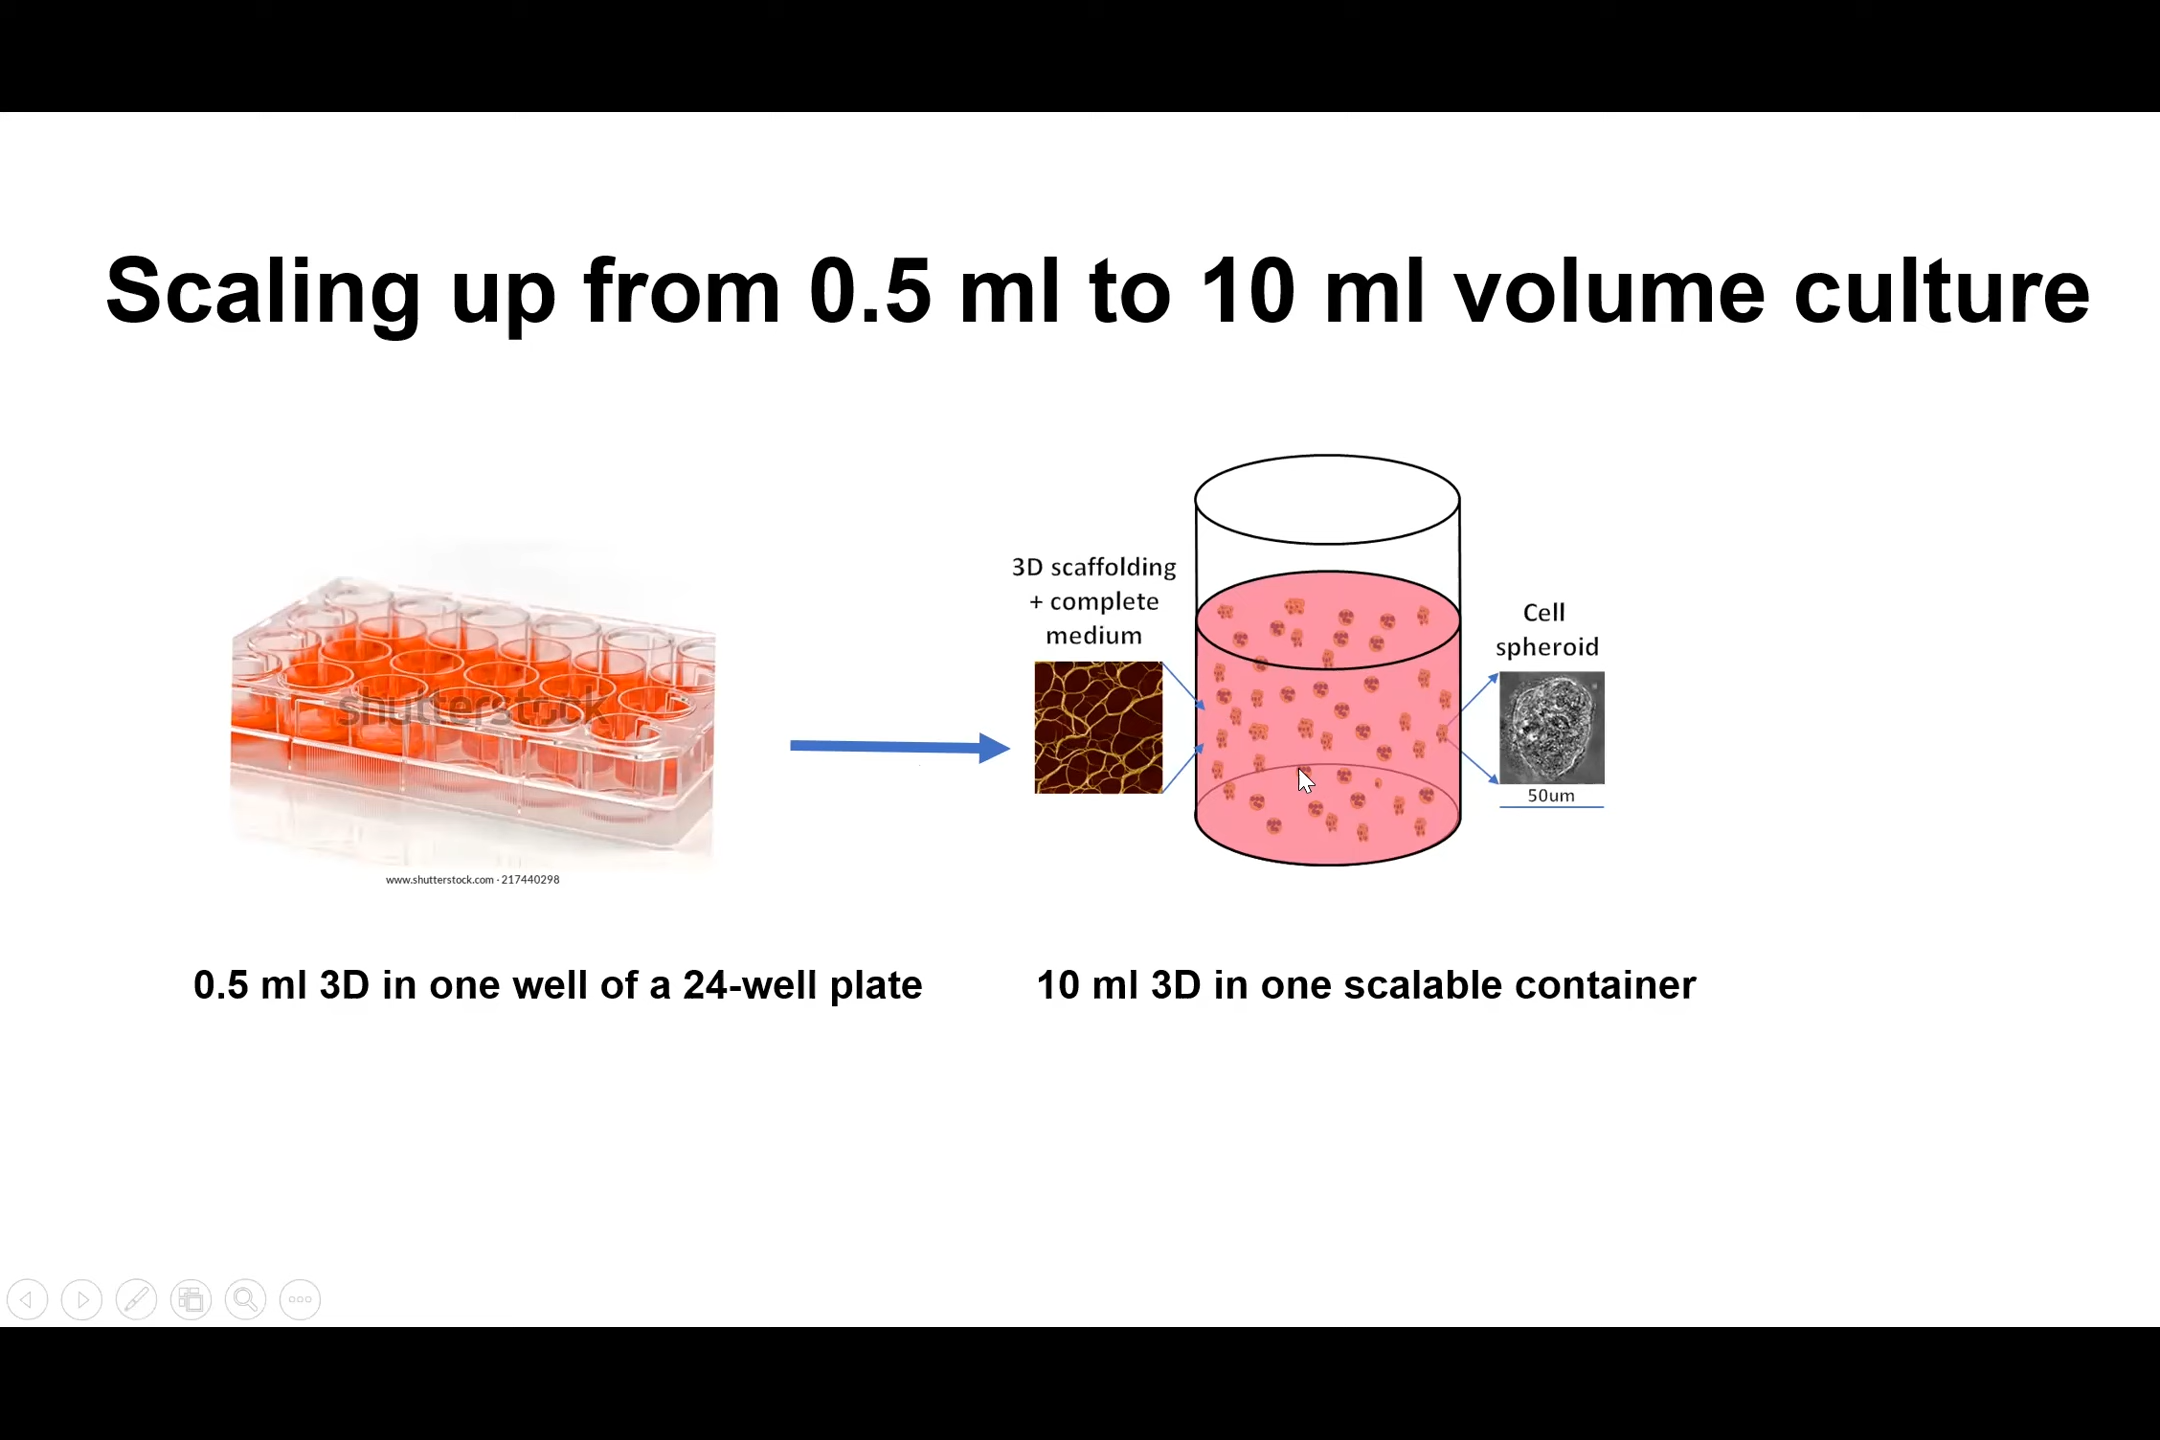 Scaling up from 0.5 ml to 10 ml volume culture
3D scaffolding
+ complete
medium
Cell
spheroid
shutterstock
50um
www.shutterstock.com · 217440298
0.5 ml 3D in one well of a 24-well plate
10 ml 3D in one scalable container